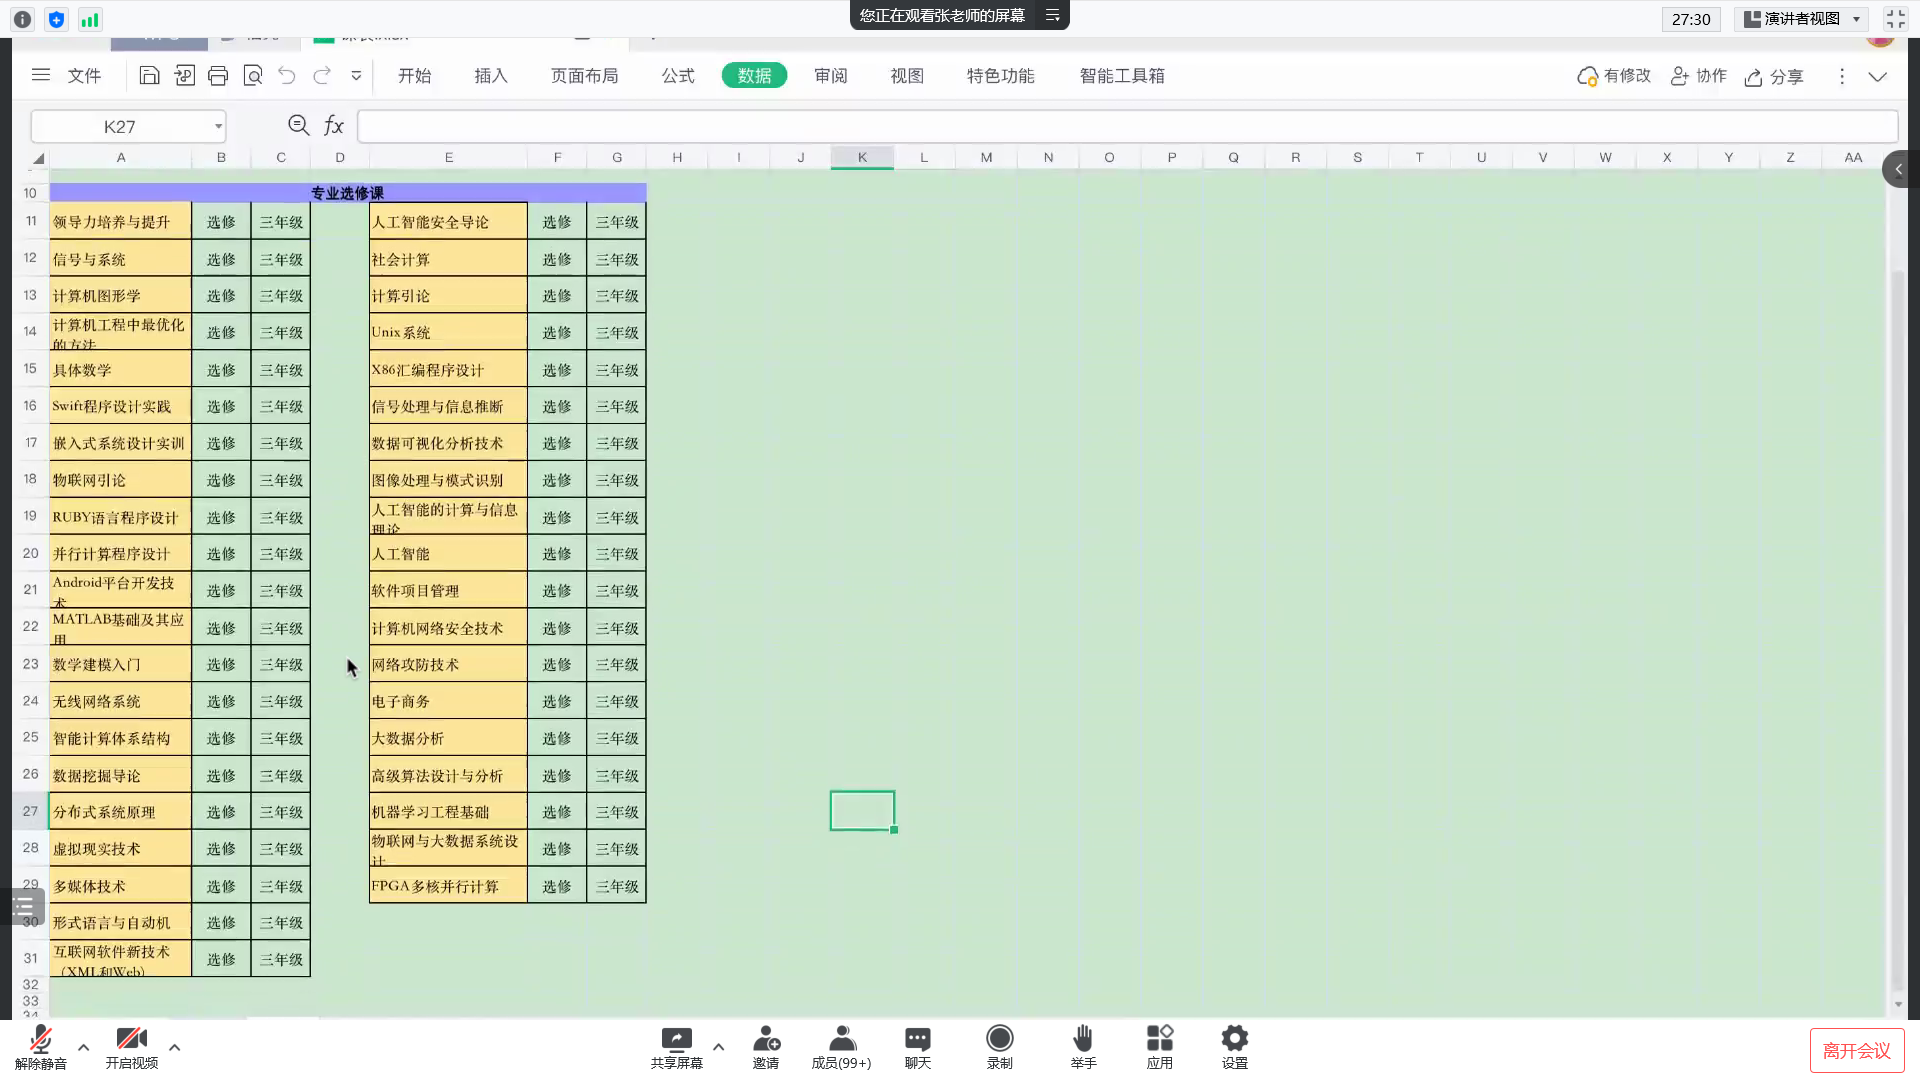 您正在观看张老师的屏幕
27:30
演讲者视图
文件
开始
插入
页面布局
公式
数据
审阅
视图
特色功能
智能工具箱
有修改
协作
分享
K27
fx
A B C D E F G H I J K L M N O P Q R S T U V W X Y Z AA
10 专业选修课
11 领导力培养与提升 选修 三年级 人工智能安全导论 选修 三年级
12 信号与系统 选修 三年级 社会计算 选修 三年级
13 计算机图形学 选修 三年级 计算引论 选修 三年级
14 计算机工程中最优化
的方法 选修 三年级 Unix系统 选修 三年级
15 具体数学 选修 三年级 X86汇编程序设计 选修 三年级
16 Swift程序设计实践 选修 三年级 信号处理与信息推断 选修 三年级
17 嵌入式系统设计实训 选修 三年级 数据可视化分析技术 选修 三年级
18 物联网引论 选修 三年级 图像处理与模式识别 选修 三年级
19 RUBY语言程序设计 选修 三年级 人工智能的计算与信息
理论 选修 三年级
20 并行计算程序设计 选修 三年级 人工智能 选修 三年级
21 Android平台开发技
术 选修 三年级 软件项目管理 选修 三年级
22 MATLAB基础及其应
用 选修 三年级 计算机网络安全技术 选修 三年级
23 数学建模入门 选修 三年级 网络攻防技术 选修 三年级
24 无线网络系统 选修 三年级 电子商务 选修 三年级
25 智能计算体系结构 选修 三年级 大数据分析 选修 三年级
26 数据挖掘导论 选修 三年级 高级算法设计与分析 选修 三年级
27 分布式系统原理 选修 三年级 机器学习工程基础 选修 三年级
28 虚拟现实技术 选修 三年级 物联网与大数据系统设
计 选修 三年级
29 多媒体技术 选修 三年级 FPGA多核并行计算 选修 三年级
30 形式语言与自动机 选修 三年级
31 互联网软件新技术
（XML和Web） 选修 三年级
32
33
34
解除静音
开启视频
共享屏幕
邀请
成员(99+)
聊天
录制
举手
应用
设置
离开会议